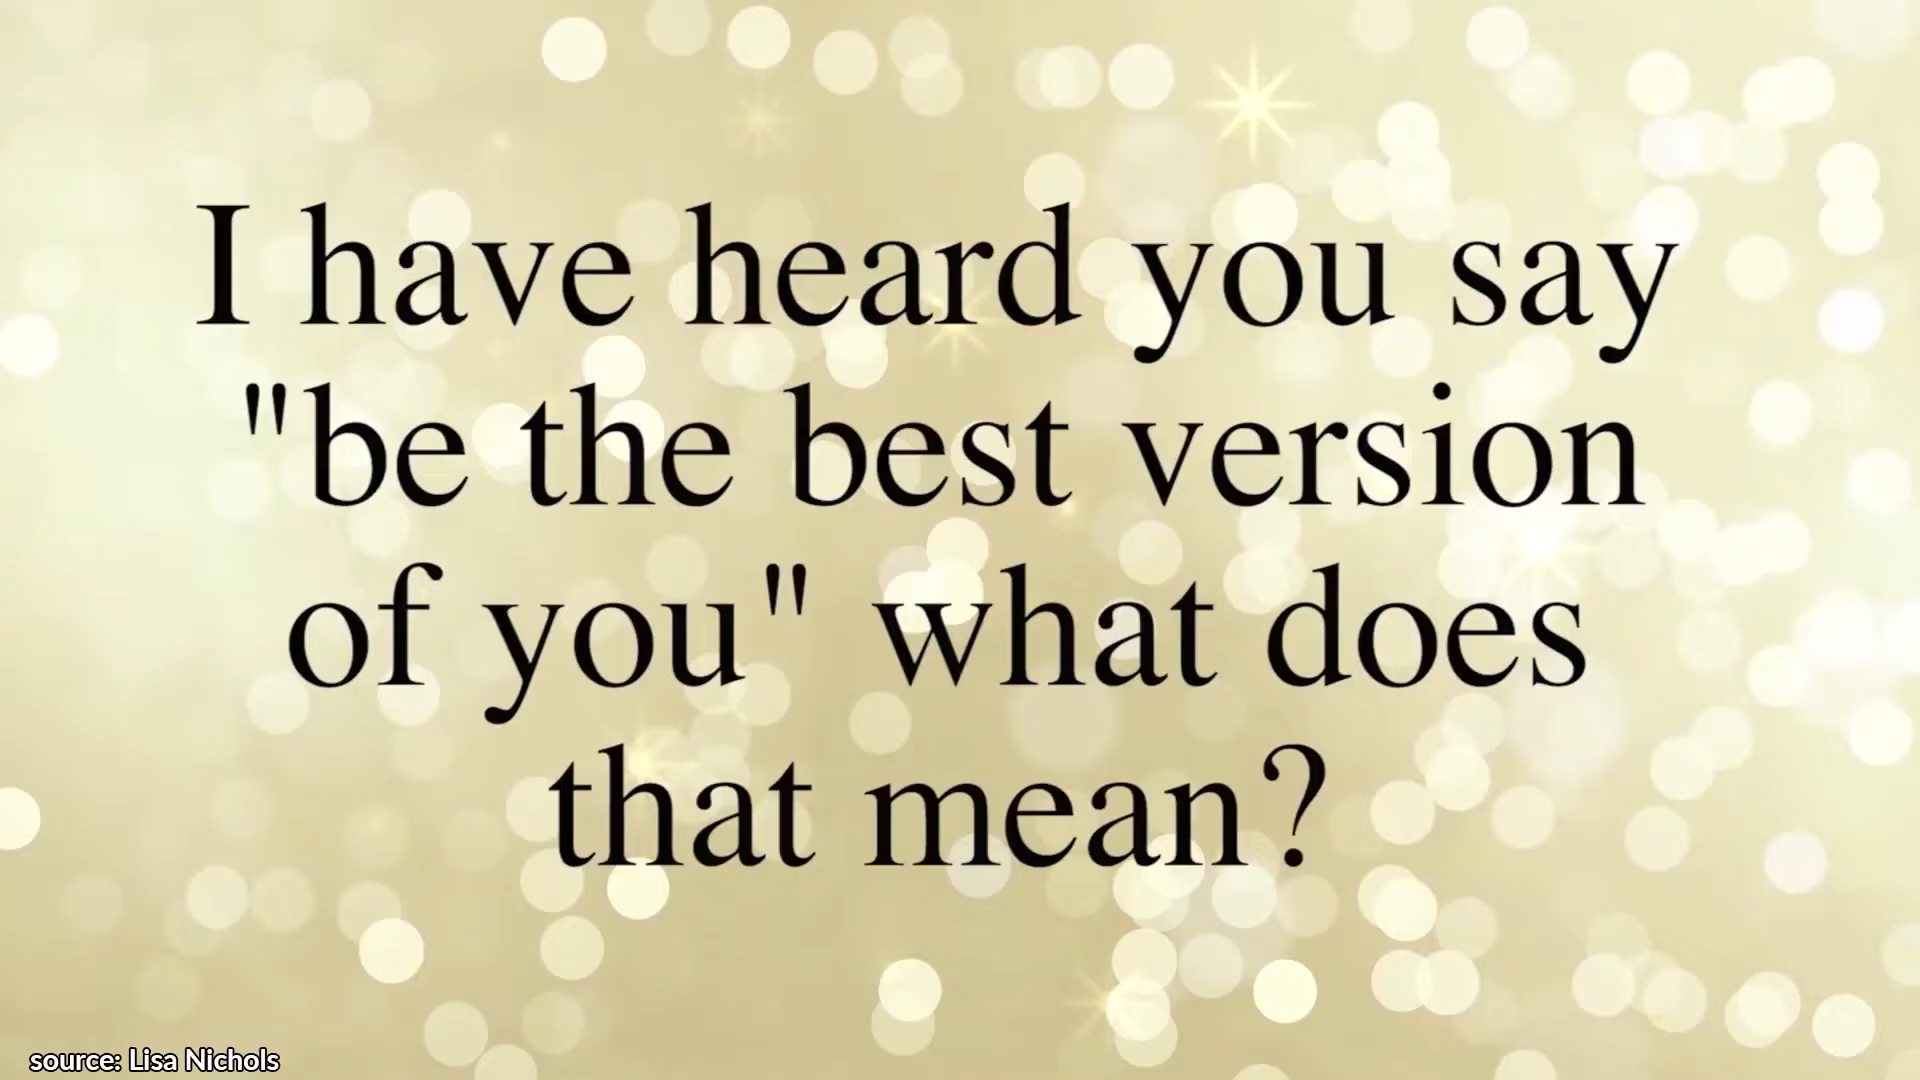 I have heard you say
"be the best version
of you" what does
that mean?
source: Lisa Nichols